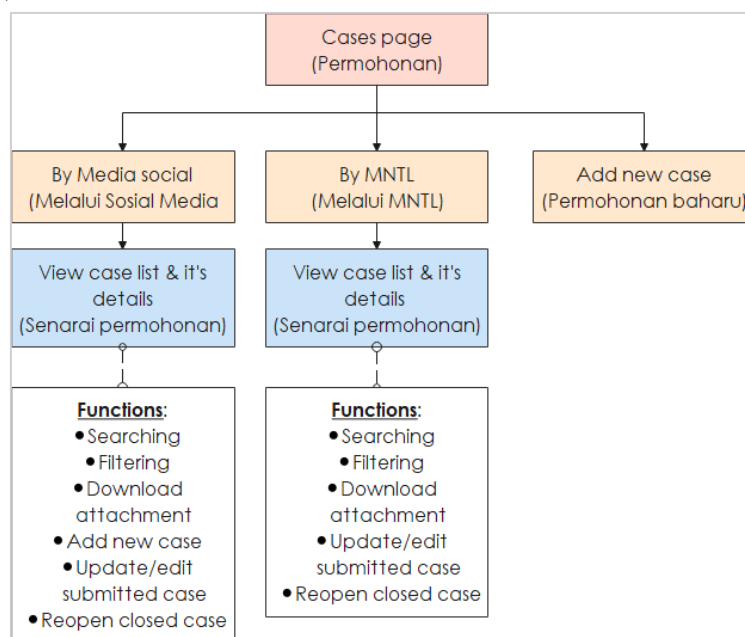 Cases page
(Permohonan)
By Media social
(Melalui Sosial Media
By MNTL
(Melalui MNTL)
Add new case
(Permohonan baharu)
View case list & it's
details
(Senarai permohonan)
View case list & it's
details
(Senarai permohonan)
Functions:
● Searching
● Filtering
● Download
attachment
● Add new case
● Update/edit
submitted case
● Reopen closed case
Functions:
● Searching
● Filtering
● Download
attachment
● Update/edit
submitted case
● Reopen closed case